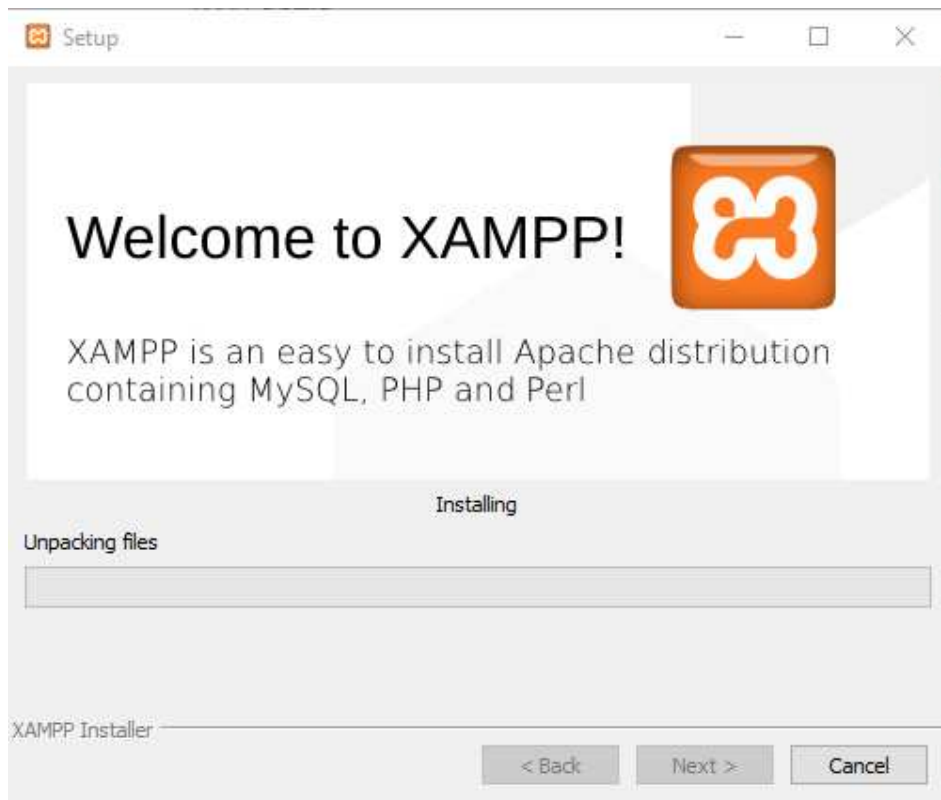 Setup
Welcome to XAMPP!
XAMPP is an easy to install Apache distribution
containing MySQL, PHP and Perl
Installing
Unpacking files
XAMPP Installer
< Back
Next >
Cancel